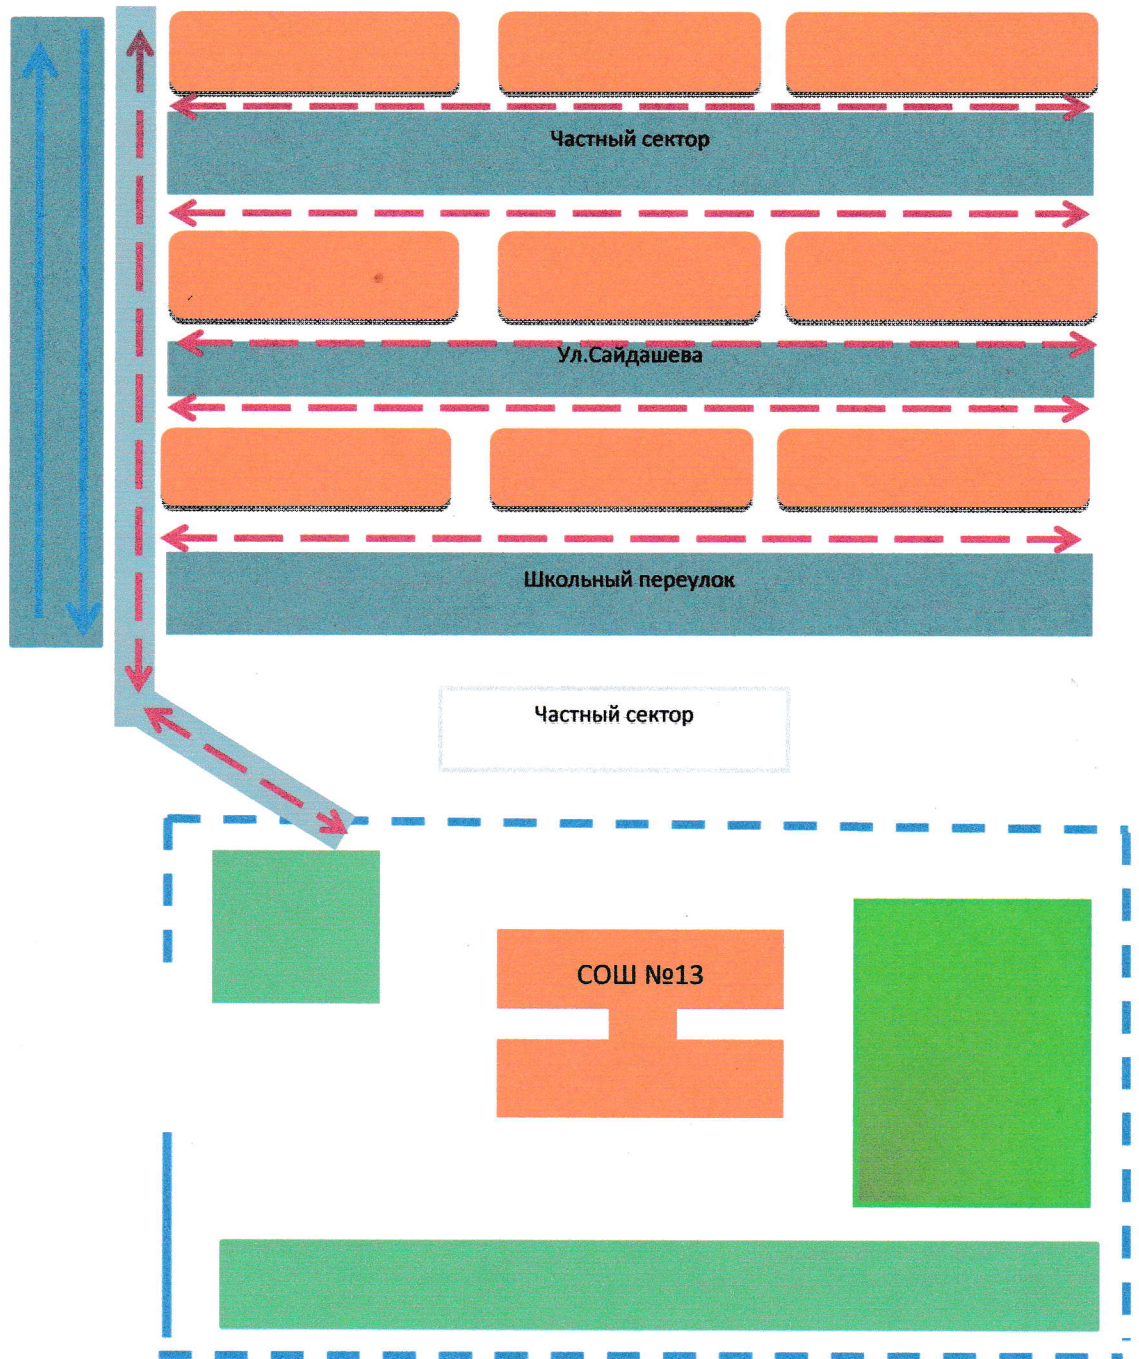 Частный сектор
Ул.Сайдашева
Школьный переулок
Частный сектор
СОШ №13